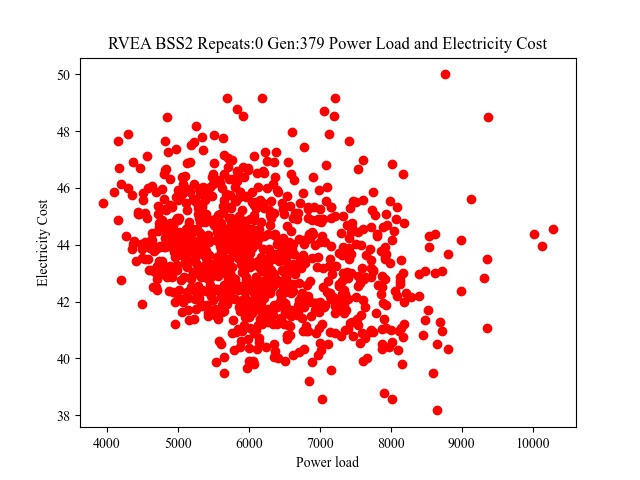 RVEA BSS2 Repeats:0 Gen:379 Power Load and Electricity Cost
50
48
46
44
42
40
38
Electricity Cost
4000 5000 6000 7000 8000 9000 10000
Power load